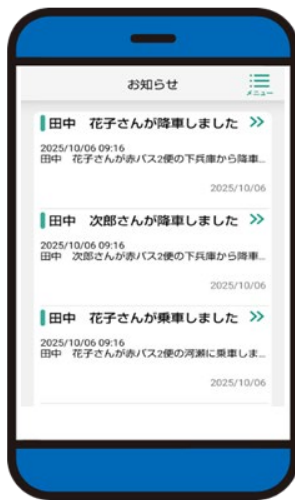 お知らせ
メニュー
田中　花子さんが降車しました
2025/10/06 09:16
田中　花子さんが赤バス2便の下兵庫から降車...
2025/10/06
田中　次郎さんが降車しました
2025/10/06 09:16
田中　次郎さんが赤バス2便の下兵庫から降車...
2025/10/06
田中　花子さんが乗車しました
2025/10/06 09:16
田中　花子さんが赤バス2便の河瀬に乗車しま...
2025/10/06